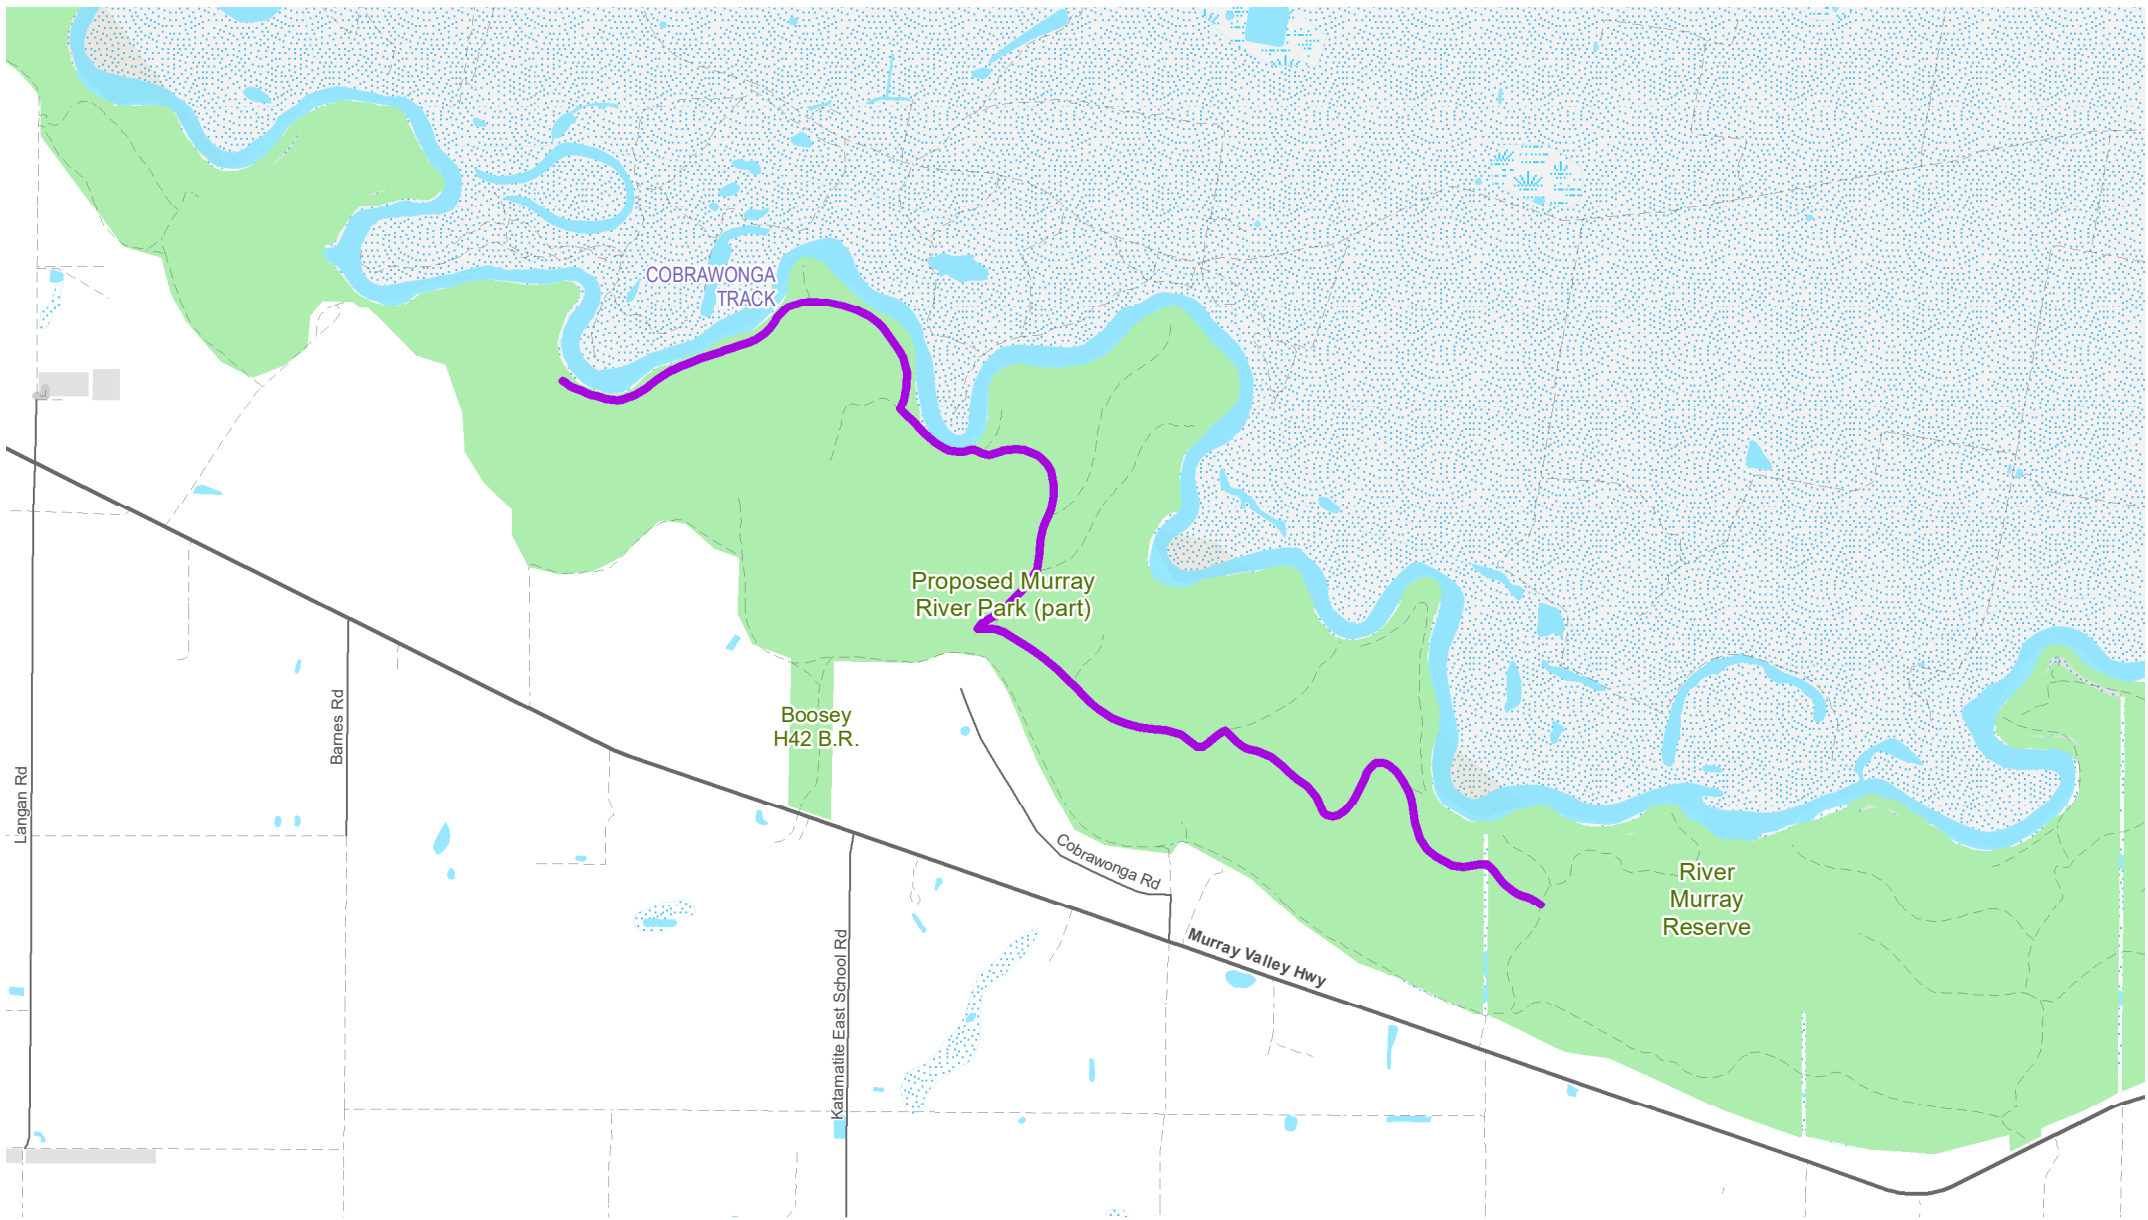 COBRAWONGA
TRACK
Proposed Murray
River Park (part)
Boosey
H42 B.R.
Barnes Rd
Langan Rd
Cobrawonga Rd
River
Murray
Reserve
Murray Valley Hwy
Katamatite East School Rd